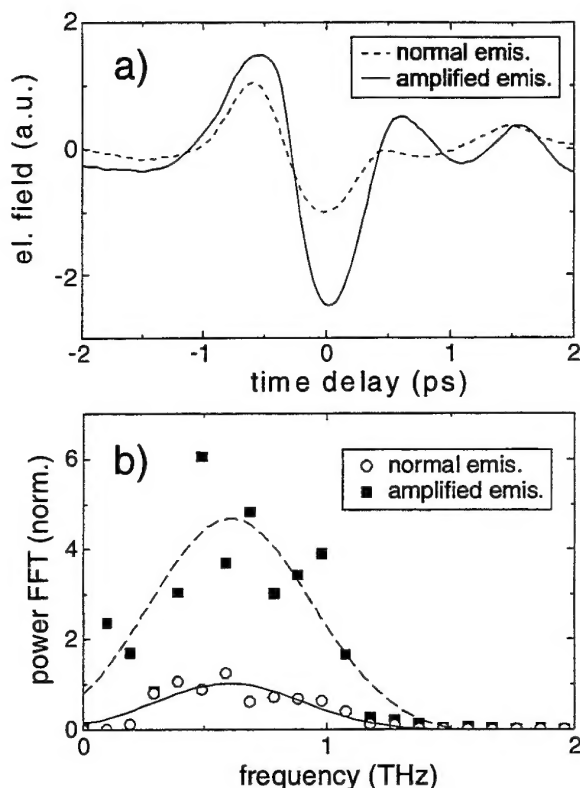 a)
normal emis.
amplified emis.
el. field (a.u.)
2
0
-2
-2
-1
0
1
2
time delay (ps)
b)
normal emis.
amplified emis.
power FFT (norm.)
6
4
2
0
0
1
2
frequency (THz)